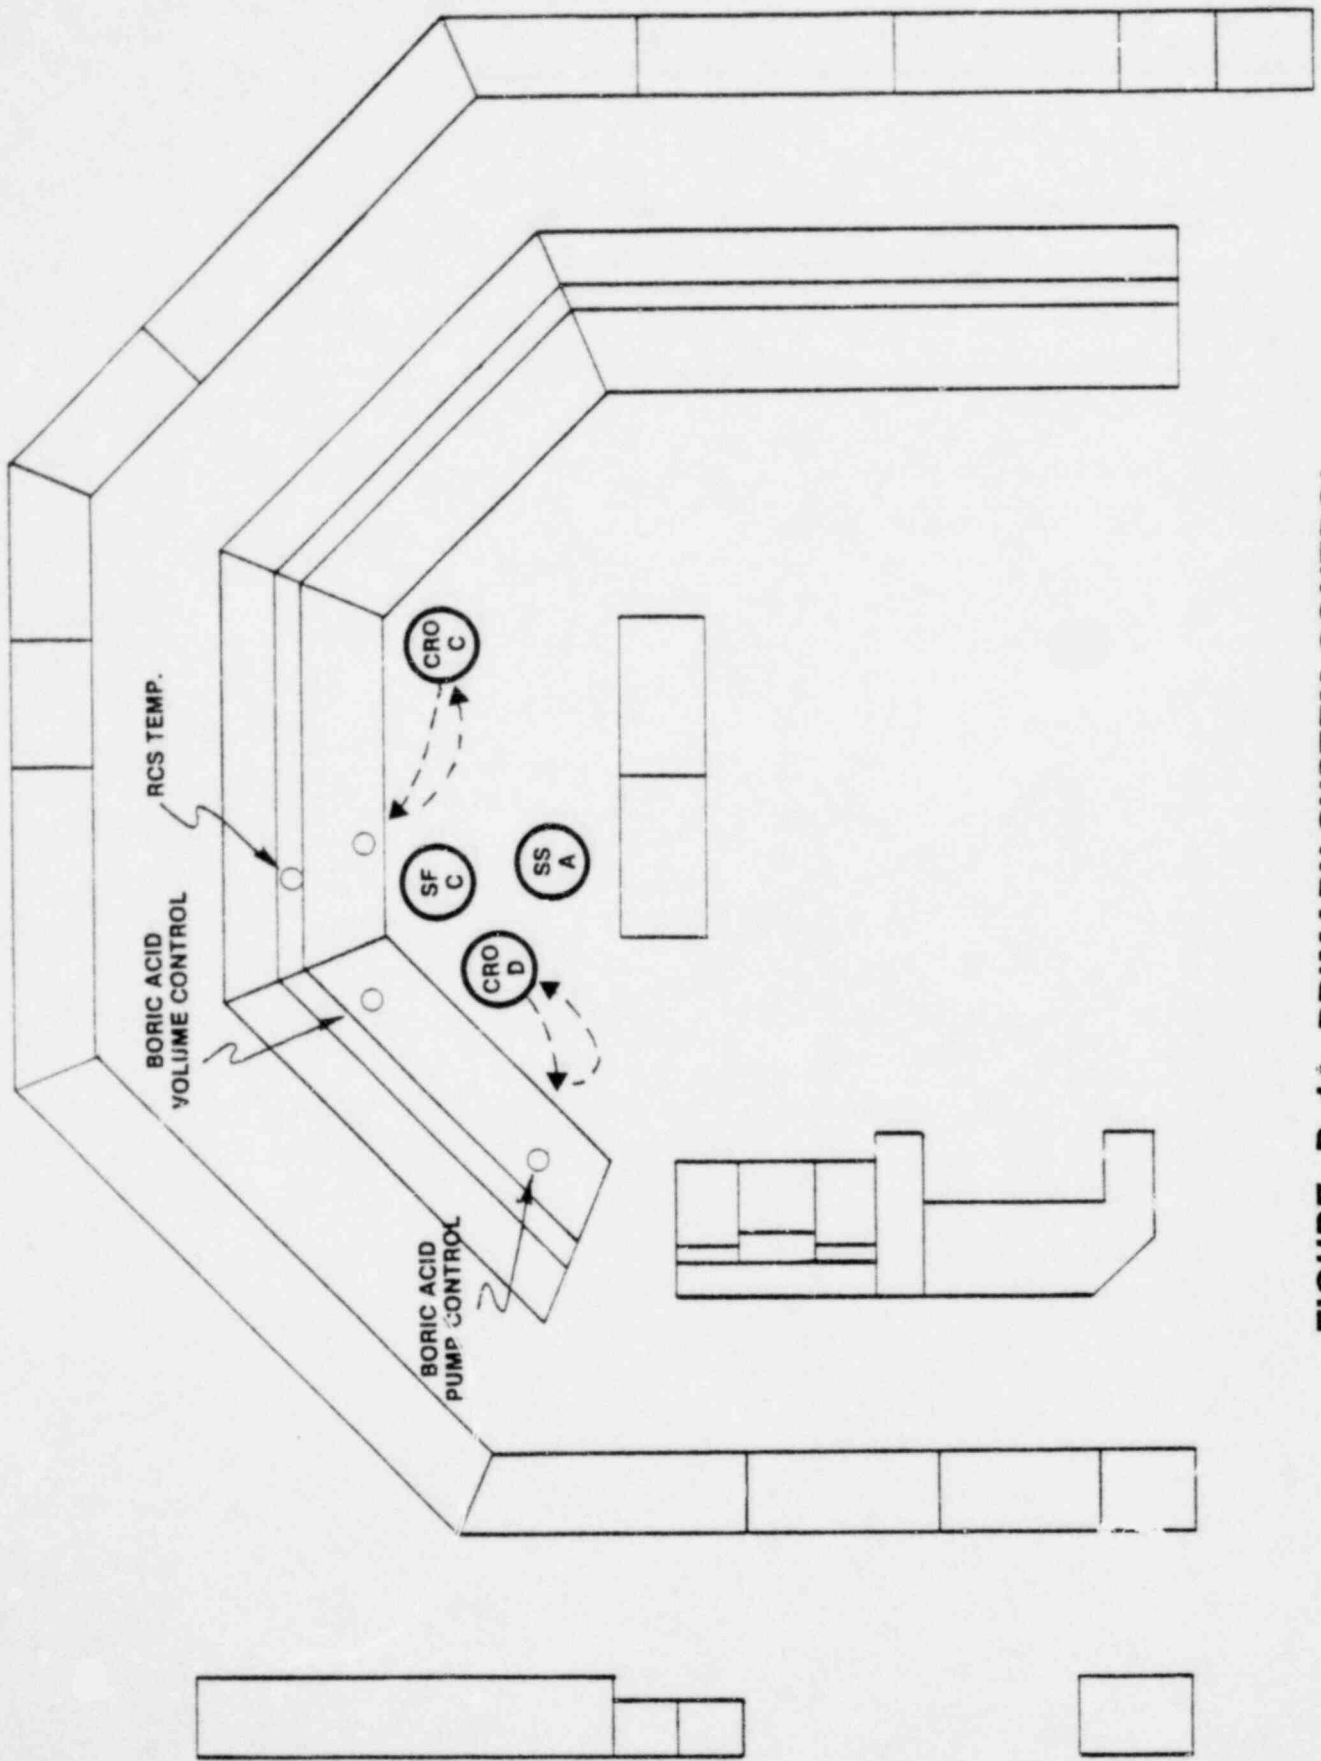 RCS TEMP.
BORIC ACID
VOLUME CONTROL
BORIC ACID
PUMP CONTROL
CRO
C
SF
C
SS
A
CRO
D